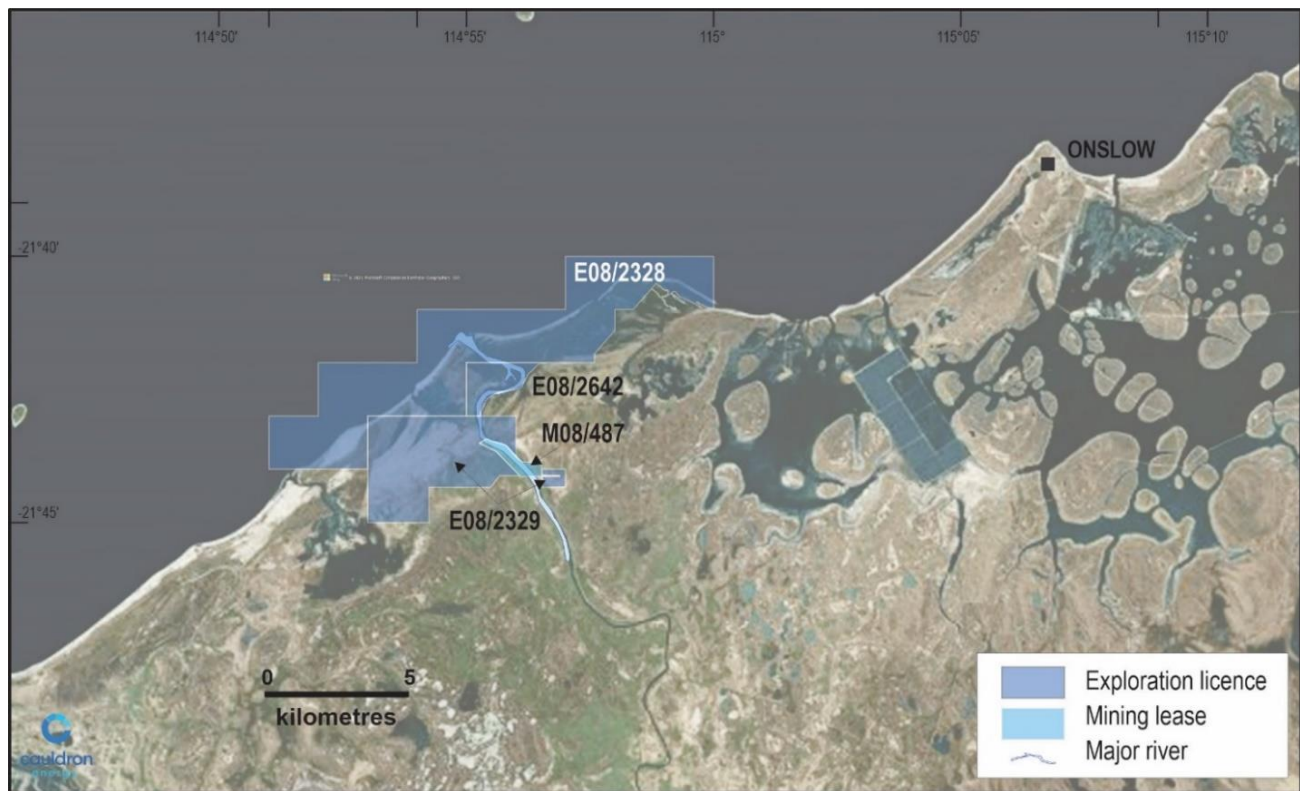 114°50'
114°55'
115°
115°05'
115°10'
ONSLOW
-21°40'
E08/2328
E08/2642
M08/487
-21°45'
E08/2329
0 5
kilometres
Exploration licence
Mining lease
Major river
cauldron
energy